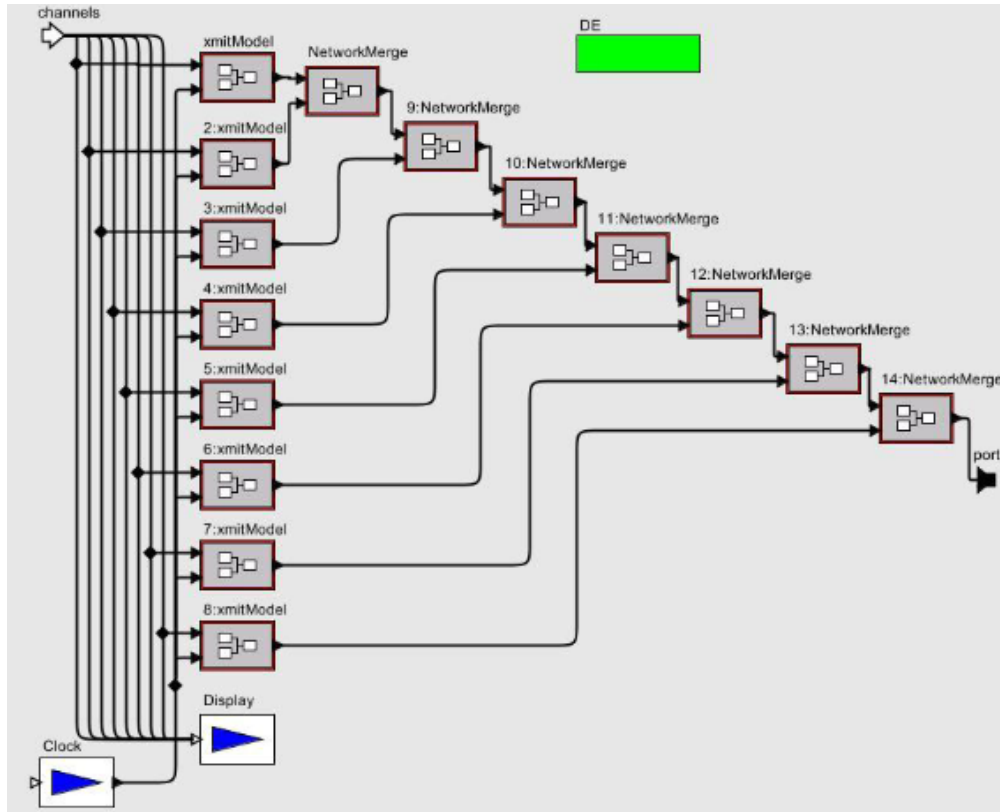 channels
DE
xmitModel
NetworkMerge
9:NetworkMerge
2:xmitModel
10:NetworkMerge
3:xmitModel
11:NetworkMerge
12:NetworkMerge
4:xmitModel
13:NetworkMerge
5:xmitModel
14:NetworkMerge
6:xmitModel
port
7:xmitModel
8:xmitModel
Display
Clock